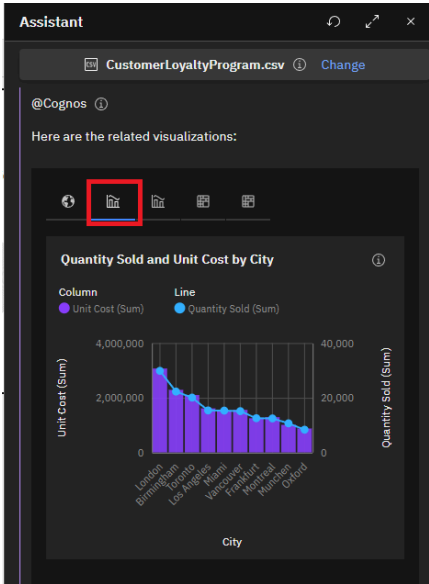 Assistant
CSV CustomerLoyaltyProgram.csv Change
@Cognos
Here are the related visualizations:
Quantity Sold and Unit Cost by City
Column Line
Unit Cost (Sum) Quantity Sold (Sum)
4,000,000 40,000
2,000,000 20,000
0 0
Unit Cost (Sum)
Quantity Sold (Sum)
London
Birmingham
Toronto
Los Angeles
Miami
Vancouver
Frankfurt
Montreal
Munchen
Oxford
City